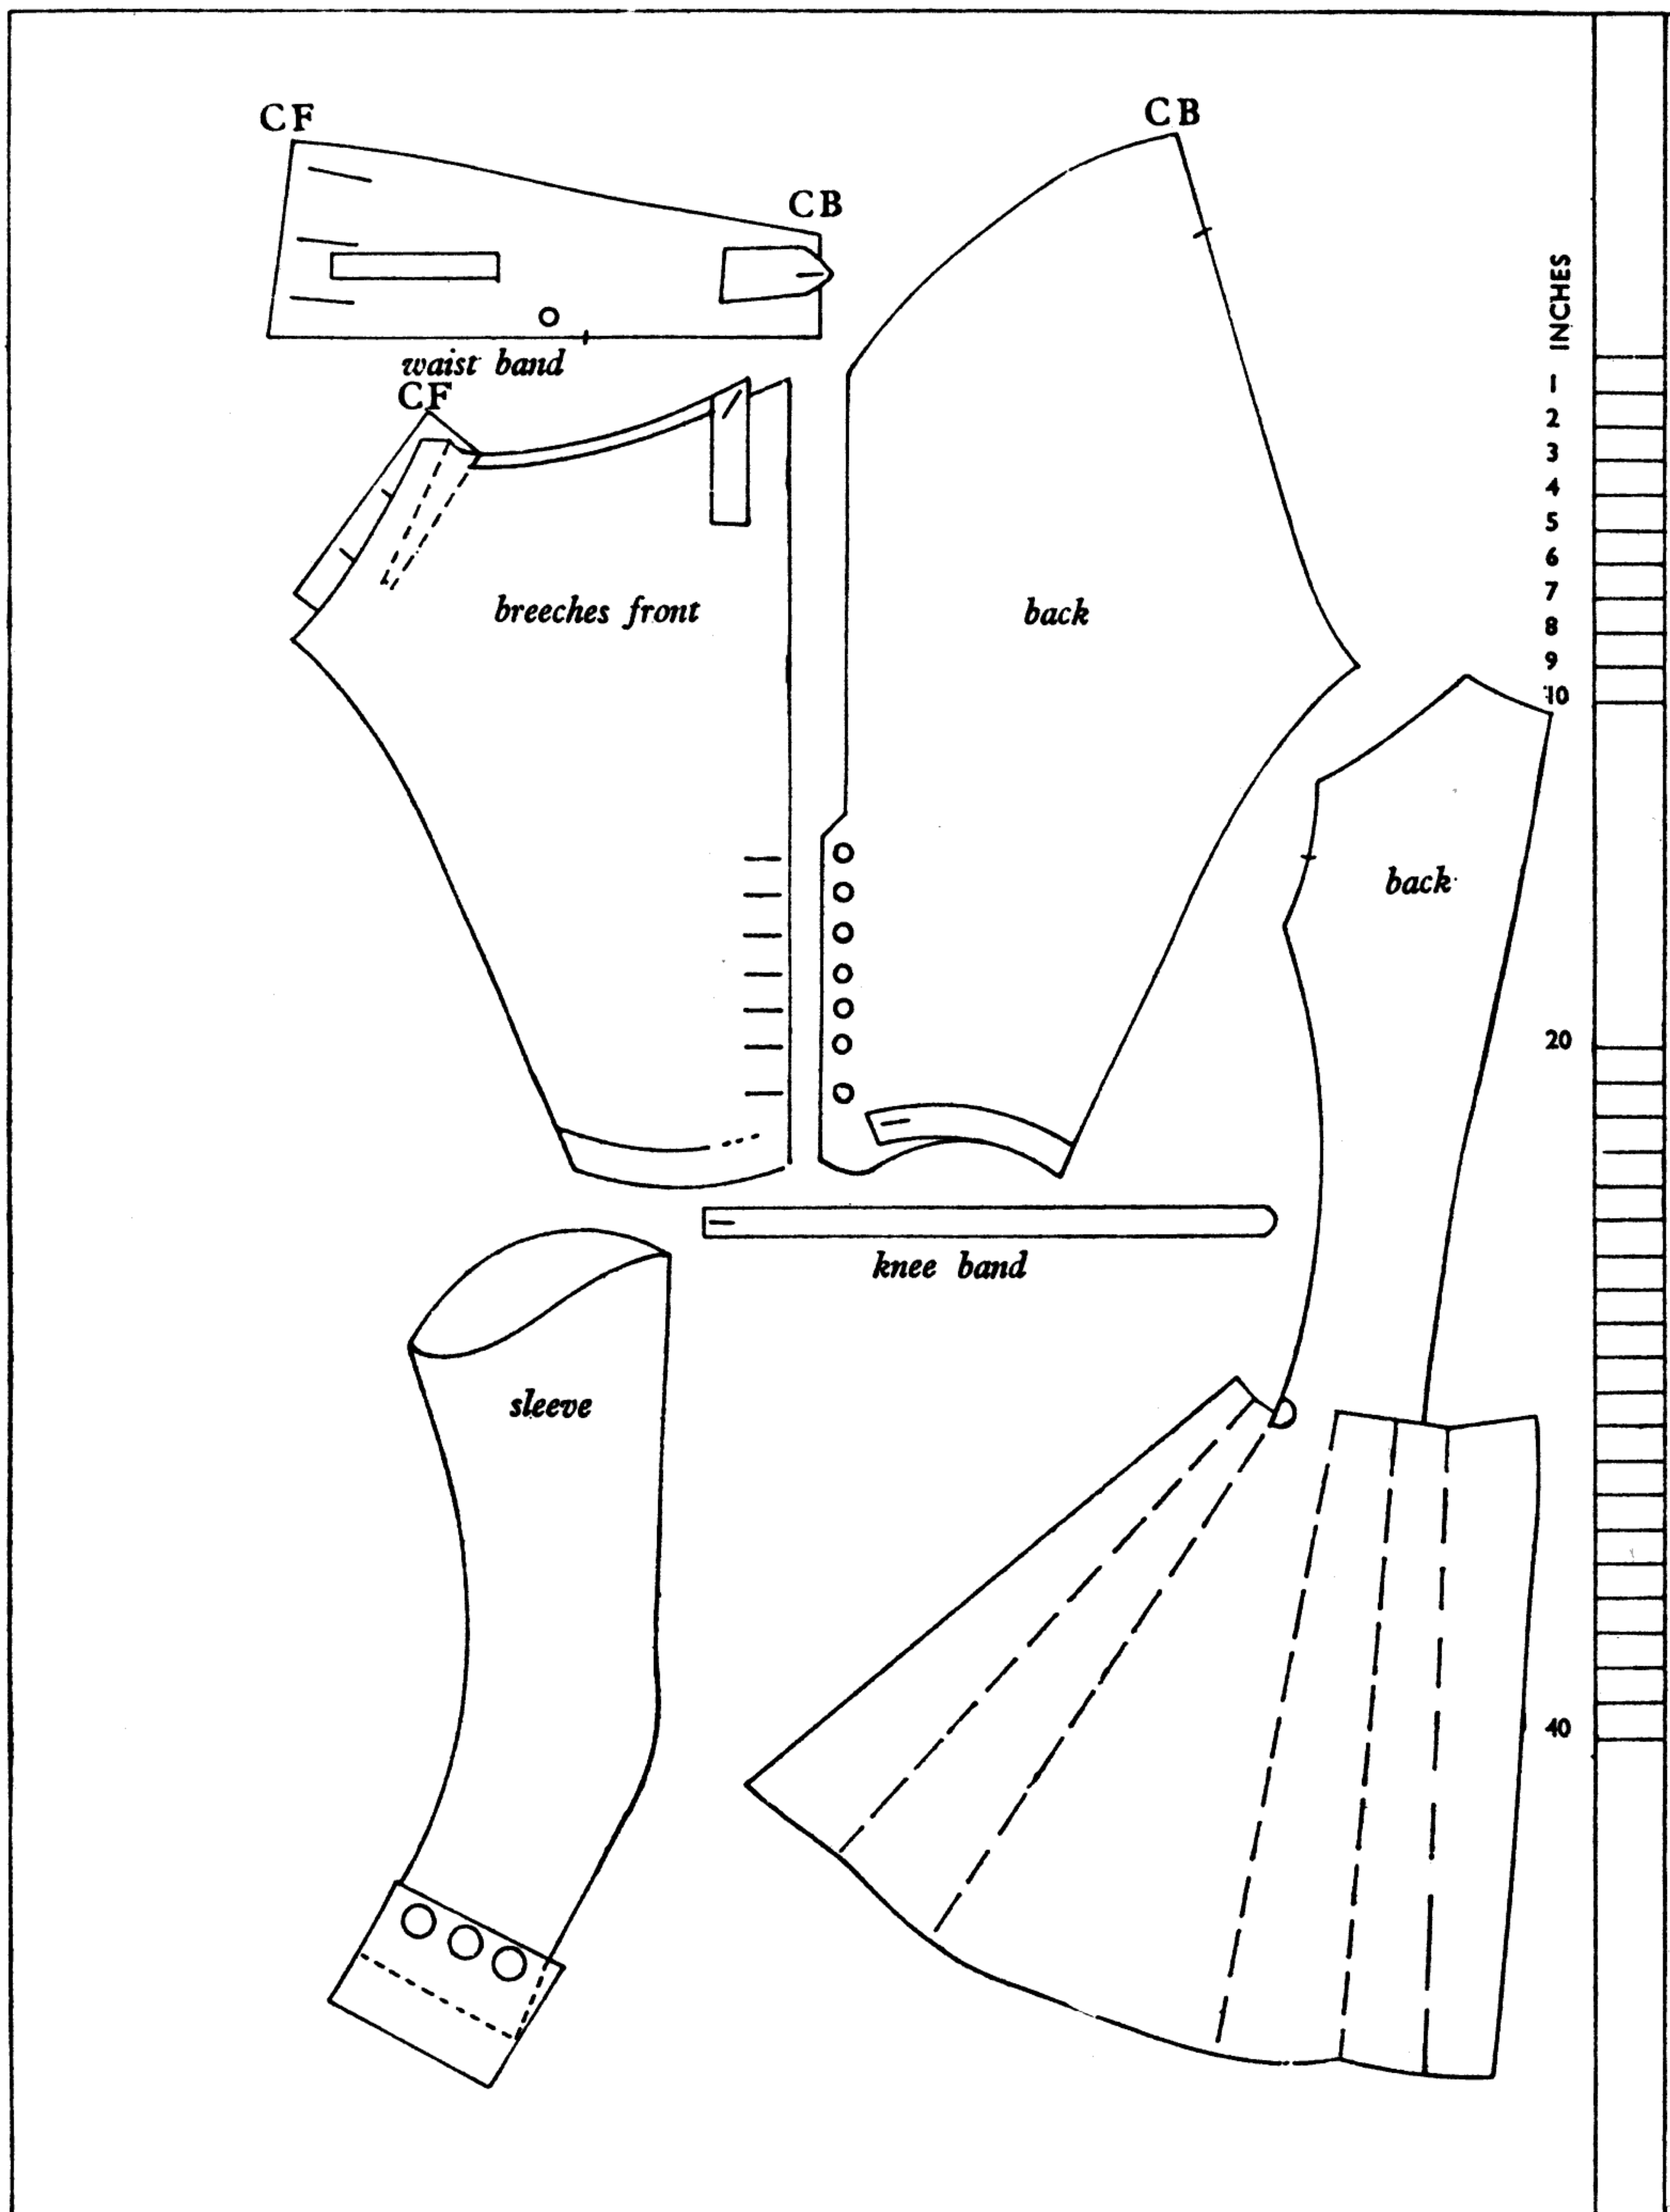 CF
CB
CB
waist band
CF
INCHES
1
2
3
4
5
6
7
8
9
10
breeches front
back
back
20
knee band
sleeve
40